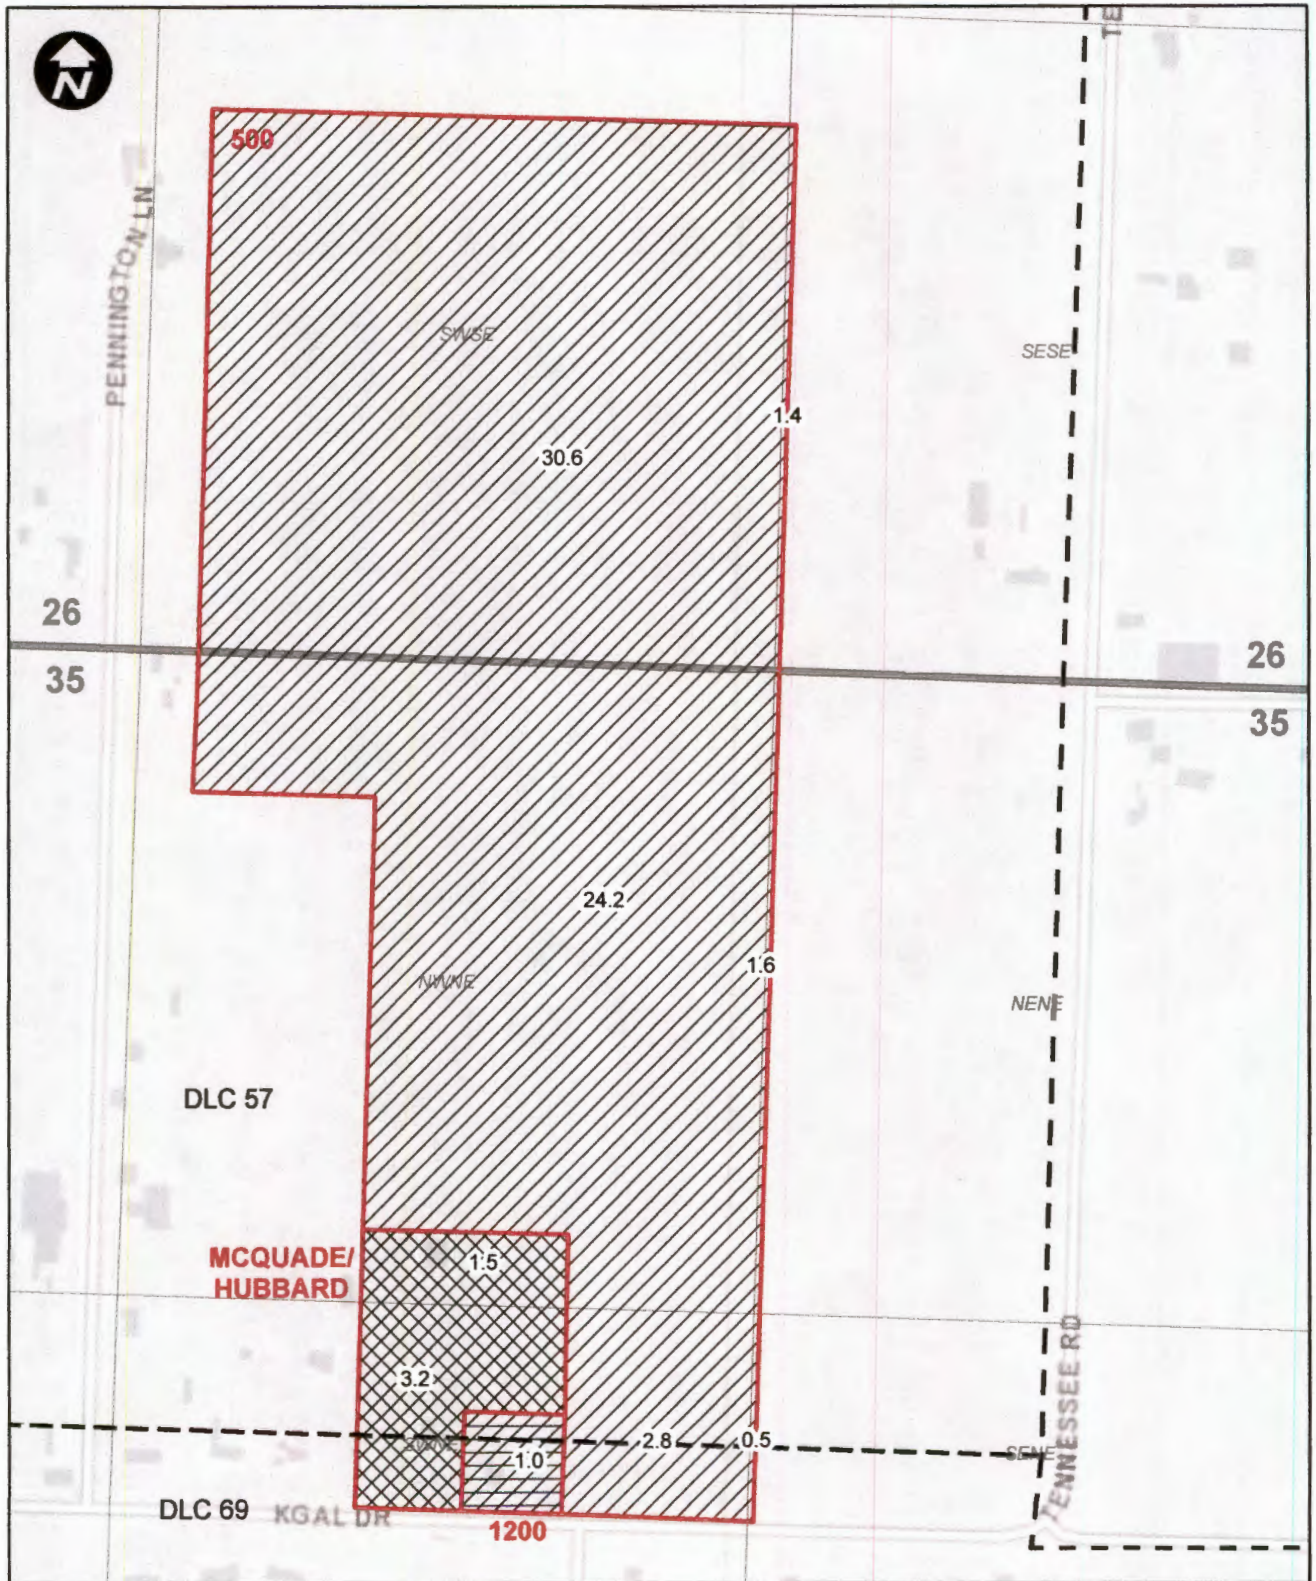 TE
N
500
PENNINGTON LN
SWSE
SESE
1.4
30.6
26
26
35
35
24.2
1.6
NWNE
NENE
DLC 57
MCQUADE/
HUBBARD
1.5
3.2
TENNESSEE RD
2.8
0.5
SWNE
1.0
SENE
DLC 69
KGAL DR
1200